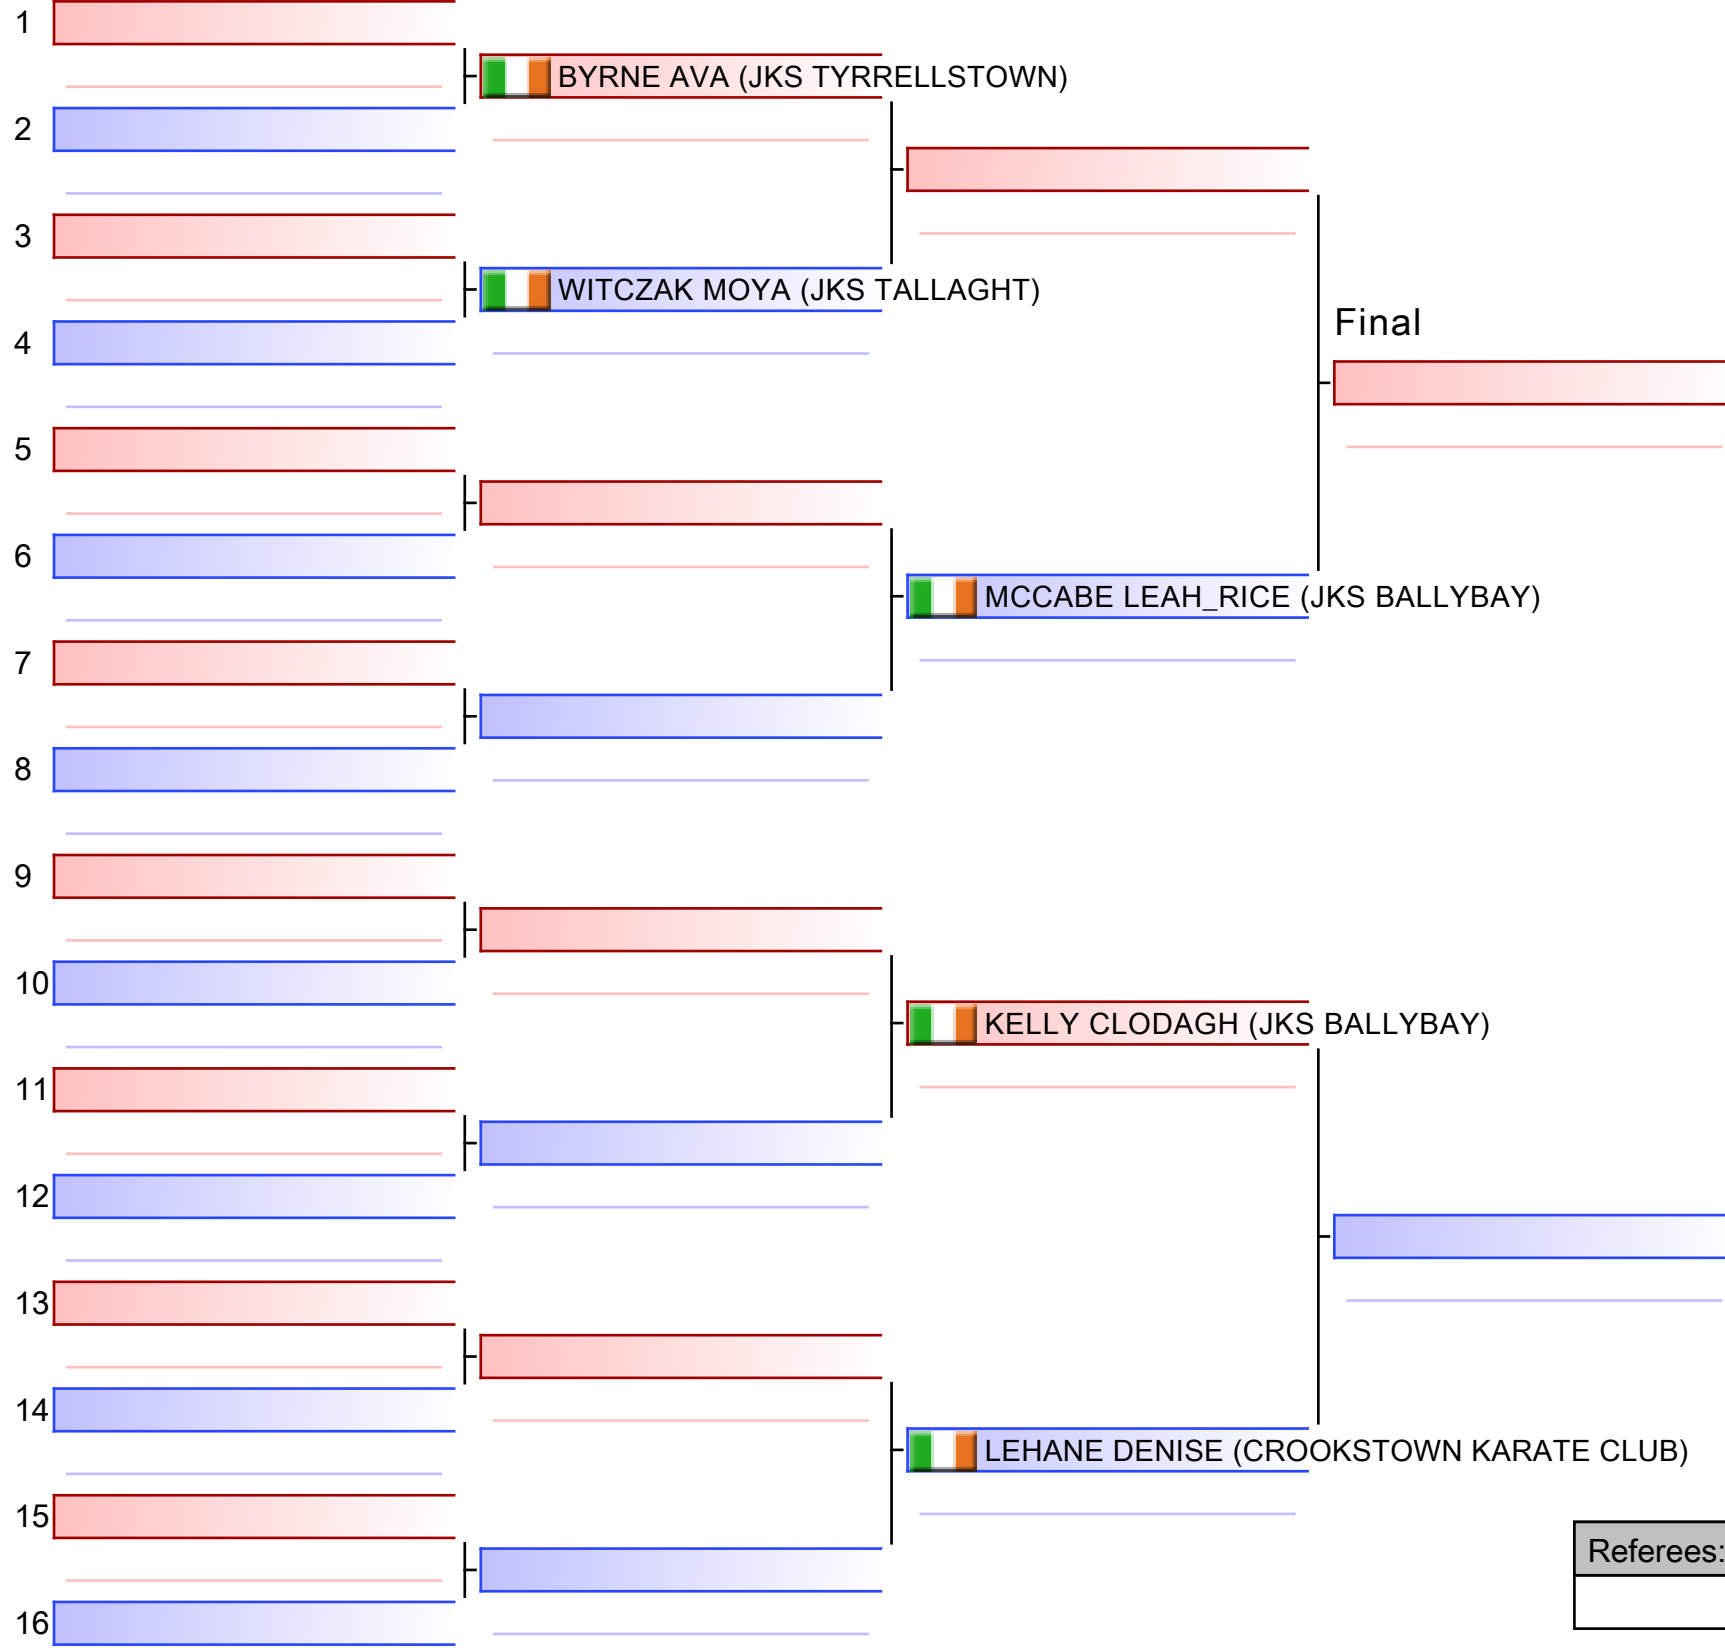 1
BYRNE AVA (JKS TYRRELLSTOWN)
2
3
WITCZAK MOYA (JKS TALLAGHT)
4
Final
5
6
MCCABE LEAH_RICE (JKS BALLYBAY)
7
8
9
10
KELLY CLODAGH (JKS BALLYBAY)
11
12
13
14
LEHANE DENISE (CROOKSTOWN KARATE CLUB)
15
Referees:
16